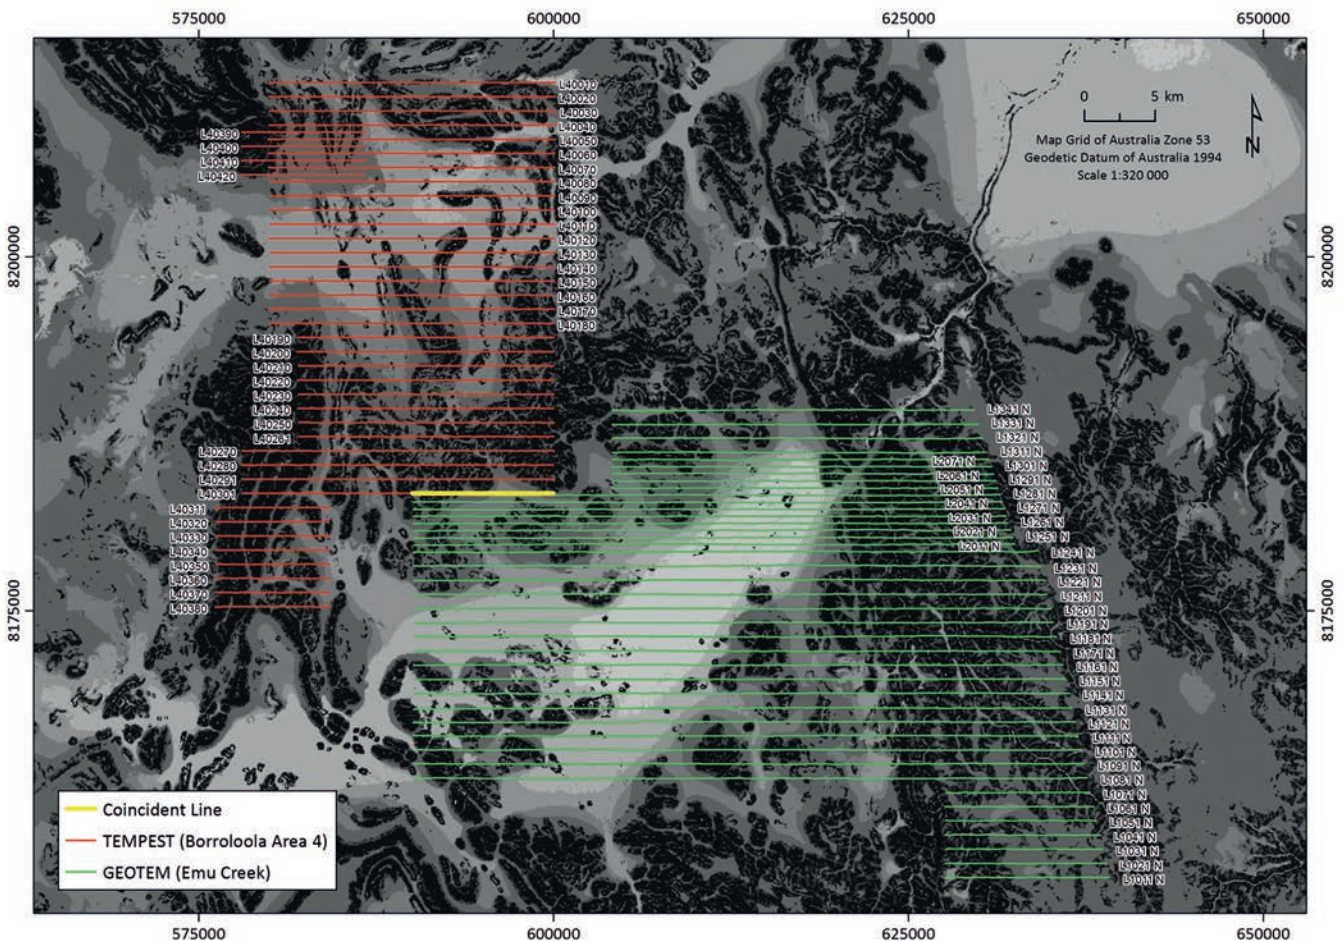 575000
600000
625000
650000
0 5 km
Map Grid of Australia Zone 53
Geodetic Datum of Australia 1994
Scale 1:320 000
N
8200000
8200000
8175000
8175000
L40010
L40020
L40030
L40040
L40050
L40060
L40070
L40080
L40090
L40100
L40110
L40120
L40130
L40140
L40150
L40160
L40170
L40180
L40390
L40400
L40410
L40420
L40190
L40200
L40210
L40220
L40230
L40240
L40250
L40261
L40270
L40280
L40291
L40301
L40311
L40320
L40330
L40340
L40350
L40360
L40370
L40380
L1341 N
L1331 N
L1321 N
L1311 N
L1301 N
L1291 N
L1281 N
L1271 N
L1261 N
L1251 N
L2071 N
L2061 N
L2051 N
L2041 N
L2031 N
L2021 N
L2011 N
L1241 N
L1231 N
L1221 N
L1211 N
L1201 N
L1191 N
L1181 N
L1171 N
L1161 N
L1151 N
L1141 N
L1131 N
L1121 N
L1111 N
L1101 N
L1091 N
L1081 N
L1071 N
L1061 N
L1051 N
L1041 N
L1031 N
L1021 N
L1011 N
Coincident Line
TEMPEST (Borroloola Area 4)
GEOTEM (Emu Creek)
575000
600000
625000
650000